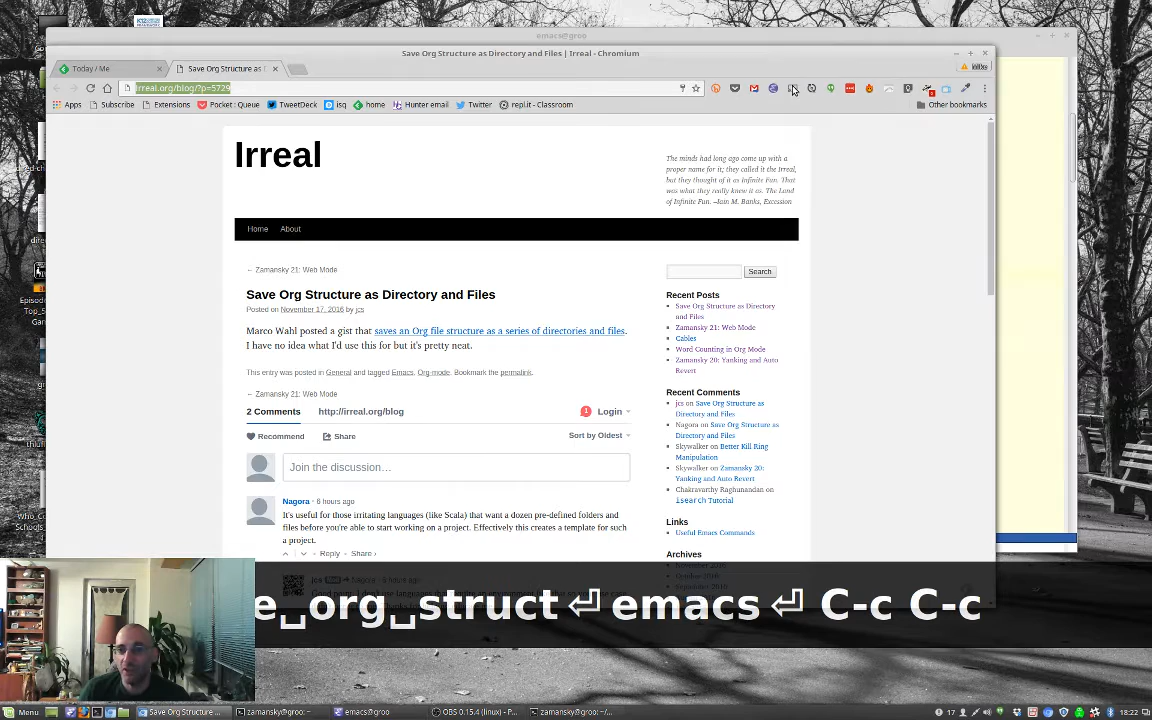 emacs@groo
Save Org Structure as Directory and Files | Irreal - Chromium
Today / Me
Save Org Structure as D
irreal.org/blog/?p=5729
Apps
Subscribe
Extensions
Pocket : Queue
TweetDeck
isq
home
Hunter email
Twitter
repl.it - Classroom
Other bookmarks
Irreal
The minds had long ago come up with a
proper name for it; they called it the Irreal,
but they thought of it as Infinite Fun. That
was what they really knew it as. The Land
of Infinite Fun. –Iain M. Banks, Excession
Home
About
← Zamansky 21: Web Mode
Save Org Structure as Directory and Files
Posted on November 17, 2016 by jcs
Marco Wahl posted a gist that saves an Org file structure as a series of directories and files.
I have no idea what I'd use this for but it's pretty neat.
This entry was posted in General and tagged Emacs, Org-mode. Bookmark the permalink.
← Zamansky 21: Web Mode
2 Comments
http://irreal.org/blog
1
Login
Recommend
Share
Sort by Oldest
Join the discussion…
Nagora • 6 hours ago
It's useful for those irritating languages (like Scala) that want a dozen pre-defined folders and
files before you're able to start working on a project. Effectively this creates a template for such
a project.
Reply • Share ›
Search
Recent Posts
Save Org Structure as Directory
and Files
Zamansky 21: Web Mode
Cables
Word Counting in Org Mode
Zamansky 20: Yanking and Auto
Revert
Recent Comments
jcs on Save Org Structure as
Directory and Files
Nagora on Save Org Structure as
Directory and Files
Skywalker on Better Kill Ring
Manipulation
Skywalker on Zamansky 20:
Yanking and Auto Revert
Chakravarthy Raghunandan on
Isearch Tutorial
Links
Useful Emacs Commands
Archives
e␣org␣struct⏎ emacs⏎ C-c C-c
Menu
Save Org Structure ...
zamansky@groo: ~
emacs@groo
OBS 0.15.4 (linux) - P...
zamansky@groo: ~/...
17
18:22